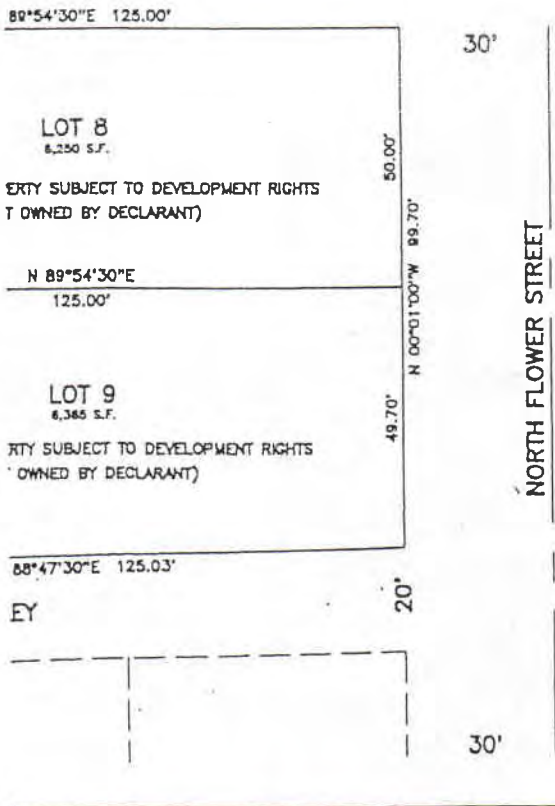 89°54'30"E 125.00'
30'
LOT 8
6,250 S.F.
50.00'
ERTY SUBJECT TO DEVELOPMENT RIGHTS
T OWNED BY DECLARANT)
N 00°01'00"W 99.70'
NORTH FLOWER STREET
N 89°54'30"E
125.00'
LOT 9
6,365 S.F.
49.70'
RTY SUBJECT TO DEVELOPMENT RIGHTS
OWNED BY DECLARANT)
88°47'30"E 125.03'
EY
20'
30'